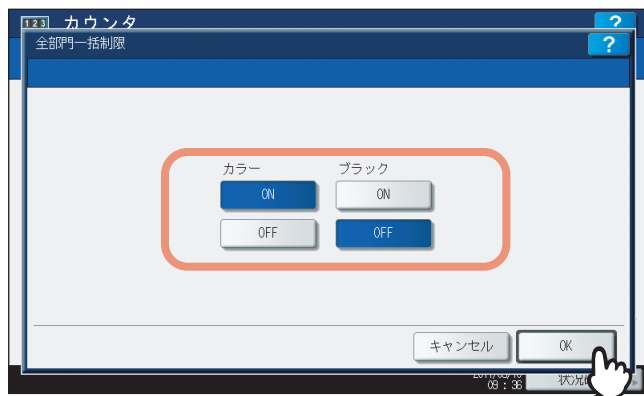 123 カウンタ ?
全部門一括制限 ?
カラー ブラック
ON ON
OFF OFF
キャンセル OK
09:36 状況